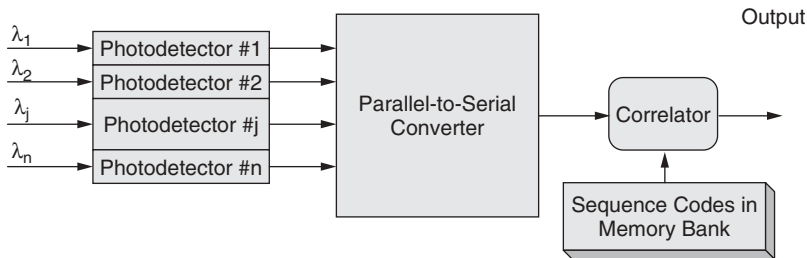 Output
λ1
Photodetector #1
λ2
Photodetector #2
λj
Photodetector #j
λn
Photodetector #n
Parallel-to-Serial
Converter
Correlator
Sequence Codes in
Memory Bank